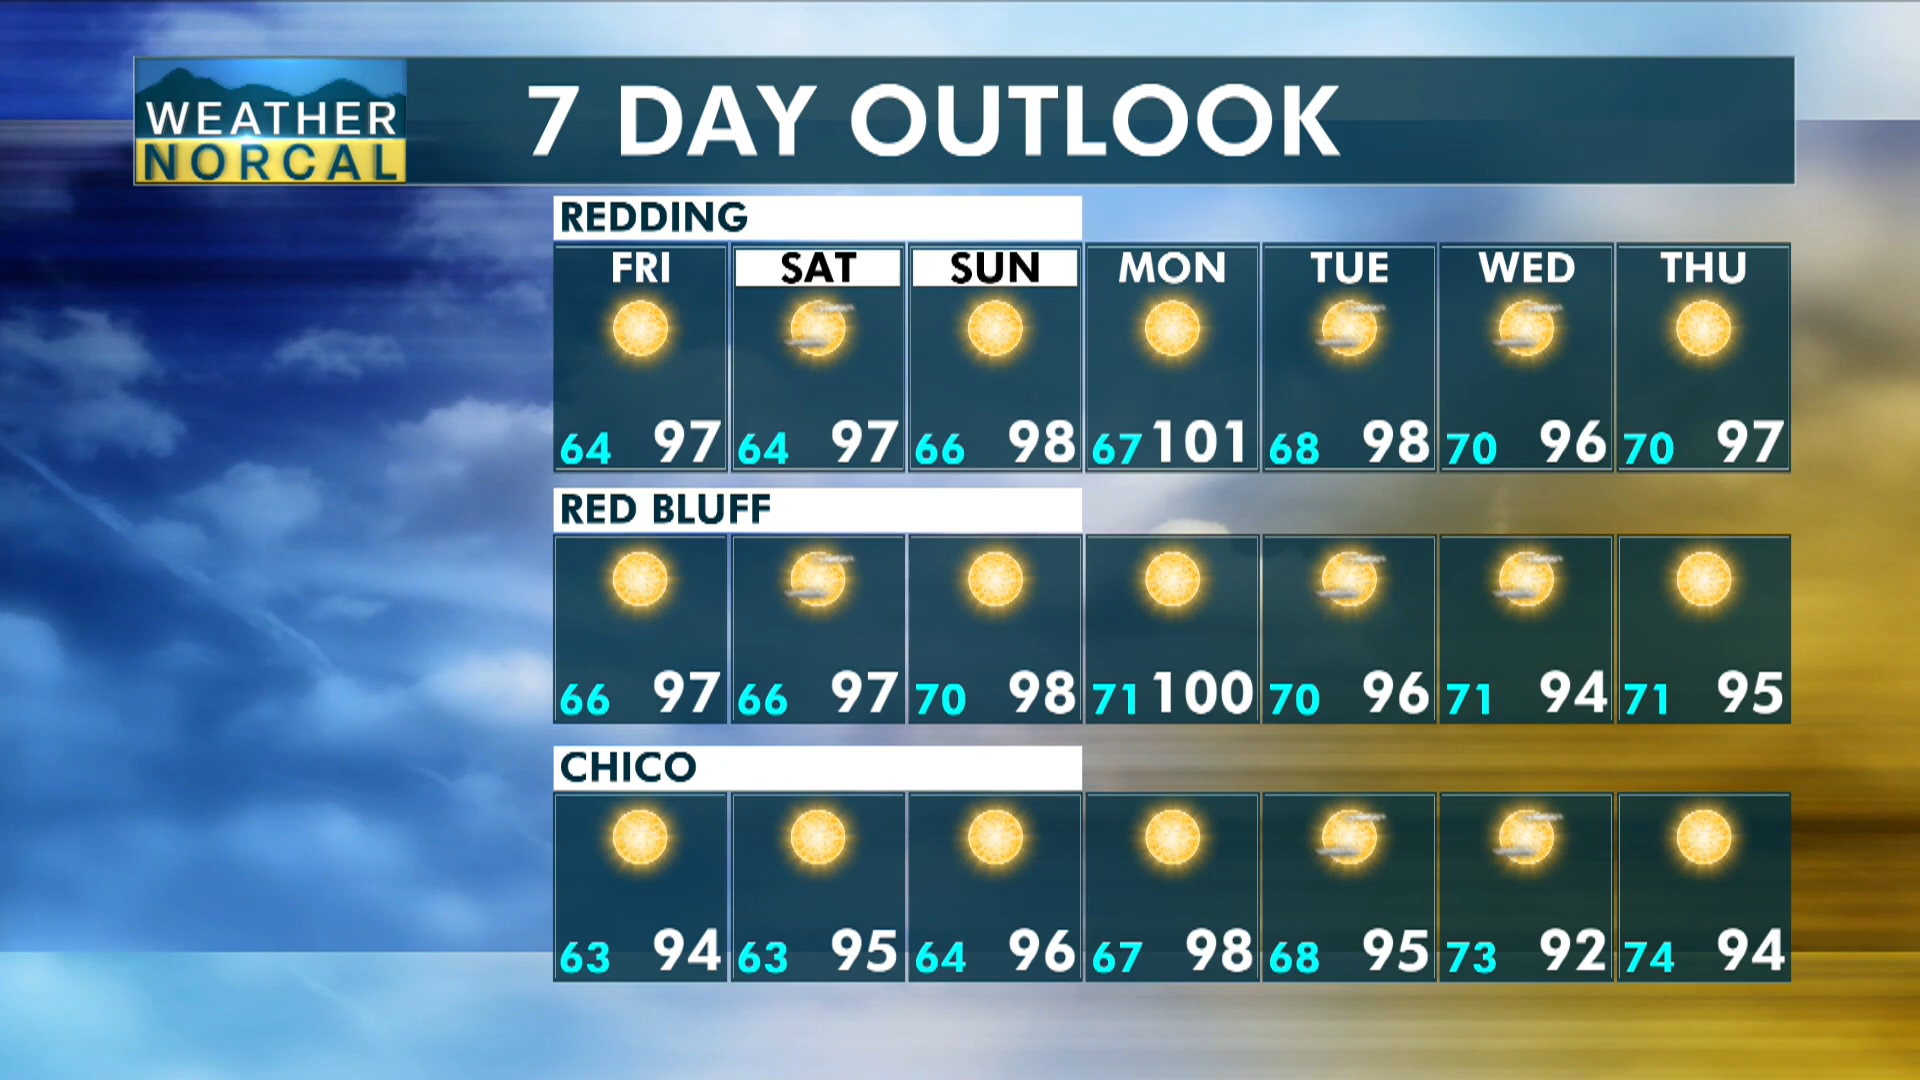 WEATHER
NORCAL
7 DAY OUTLOOK
REDDING
FRI SAT SUN MON TUE WED THU
64 97 64 97 66 98 67 101 68 98 70 96 70 97
RED BLUFF
66 97 66 97 70 98 71 100 70 96 71 94 71 95
CHICO
63 94 63 95 64 96 67 98 68 95 73 92 74 94